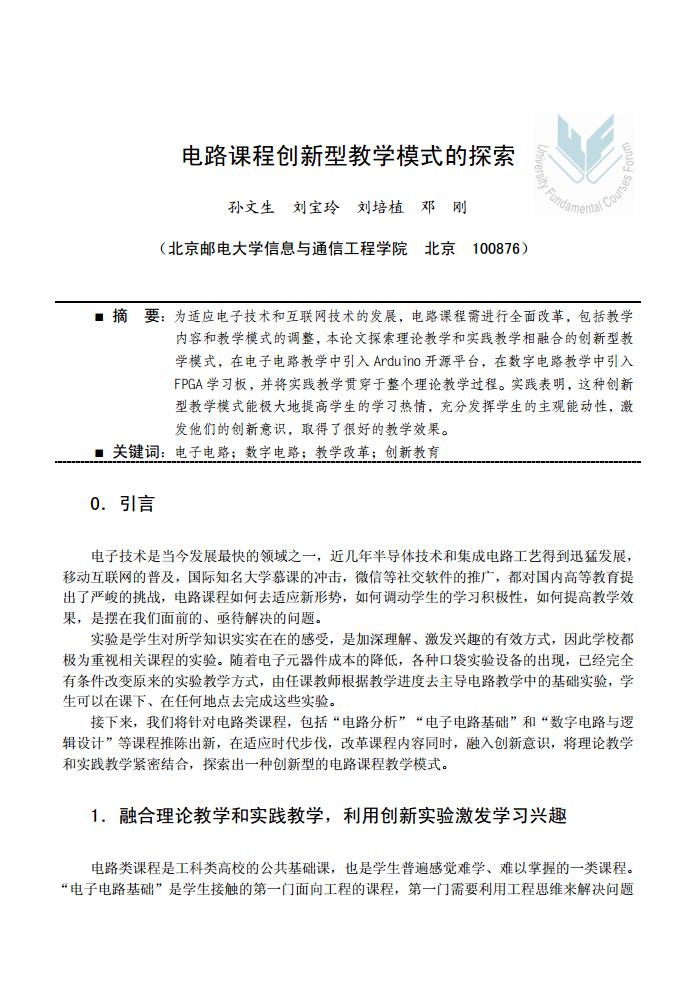 电路课程创新型教学模式的探索
University Fundamental Courses Forum
孙文生 刘宝玲 刘培植 邓 刚
（北京邮电大学信息与通信工程学院 北京 100876）
■ 摘 要：为适应电子技术和互联网技术的发展，电路课程需进行全面改革，包括教学
内容和教学模式的调整，本论文探索理论教学和实践教学相融合的创新型教
学模式，在电子电路教学中引入 Arduino 开源平台，在数字电路教学中引入
FPGA 学习板，并将实践教学贯穿于整个理论教学过程。实践表明，这种创新
型教学模式能极大地提高学生的学习热情，充分发挥学生的主观能动性，激
发他们的创新意识，取得了很好的教学效果。
■ 关键词：电子电路；数字电路；教学改革；创新教育
0．引言
电子技术是当今发展最快的领域之一，近几年半导体技术和集成电路工艺得到迅猛发展，
移动互联网的普及，国际知名大学慕课的冲击，微信等社交软件的推广，都对国内高等教育提
出了严峻的挑战，电路课程如何去适应新形势，如何调动学生的学习积极性，如何提高教学效
果，是摆在我们面前的、亟待解决的问题。
实验是学生对所学知识实实在在的感受，是加深理解、激发兴趣的有效方式，因此学校都
极为重视相关课程的实验。随着电子元器件成本的降低，各种口袋实验设备的出现，已经完全
有条件改变原来的实验教学方式，由任课教师根据教学进度去主导电路教学中的基础实验，学
生可以在课下、在任何地点去完成这些实验。
接下来，我们将针对电路类课程，包括“电路分析”“电子电路基础”和“数字电路与逻
辑设计”等课程推陈出新，在适应时代步伐，改革课程内容同时，融入创新意识，将理论教学
和实践教学紧密结合，探索出一种创新型的电路课程教学模式。
1．融合理论教学和实践教学，利用创新实验激发学习兴趣
电路类课程是工科类高校的公共基础课，也是学生普遍感觉难学、难以掌握的一类课程。
“电子电路基础”是学生接触的第一门面向工程的课程，第一门需要利用工程思维来解决问题